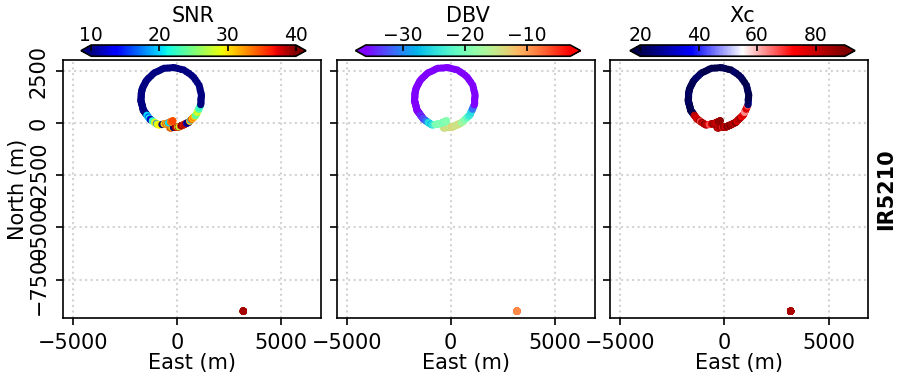 SNR DBV Xc
10 20 30 40 −30 −20 −10 20 40 60 80
2500
0
−2500
−5000
−7500
North (m)
−5000 0 5000 −5000 0 5000 −5000 0 5000
East (m) East (m) East (m)
IR5210